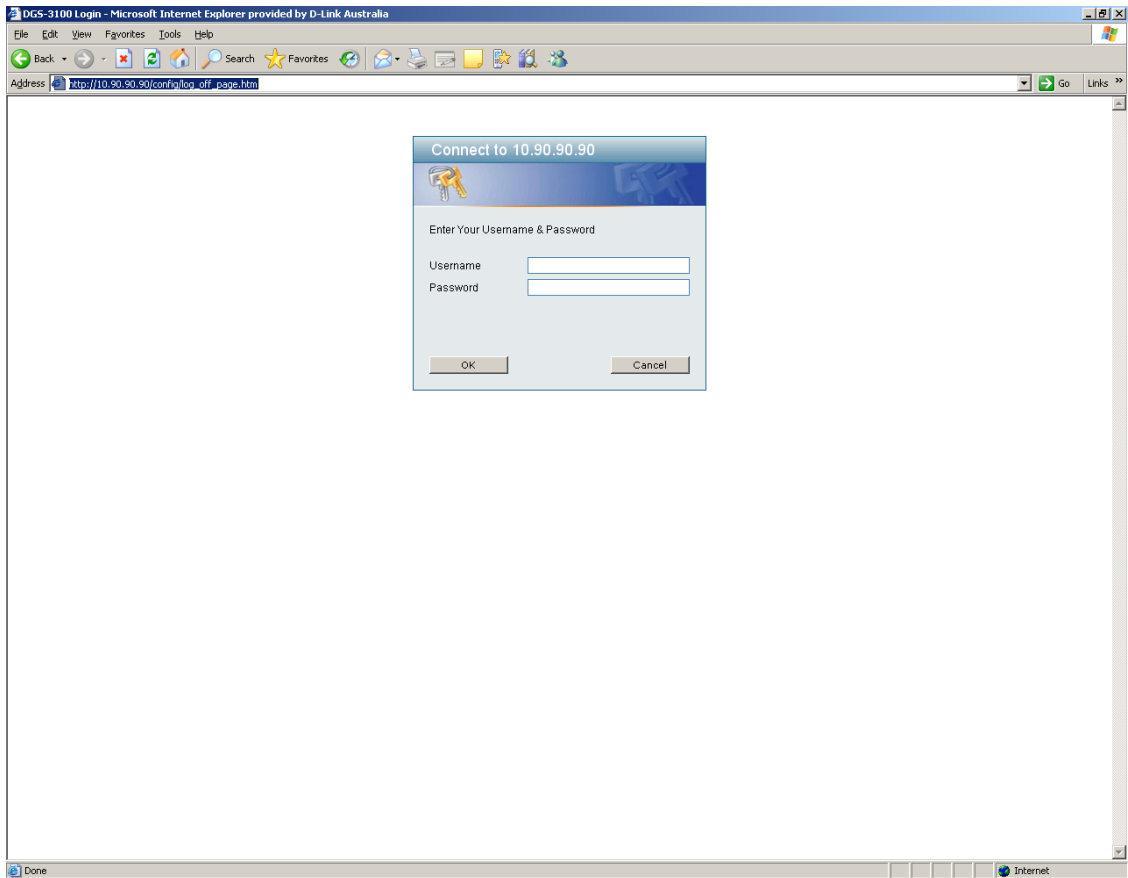 DGS-3100 Login - Microsoft Internet Explorer provided by D-Link Australia
File Edit View Favorites Tools Help
Back Search Favorites
Address http://10.90.90.90/config/log_off_page.htm Go Links »
Connect to 10.90.90.90
Enter Your Username & Password
Username
Password
OK Cancel
Done Internet